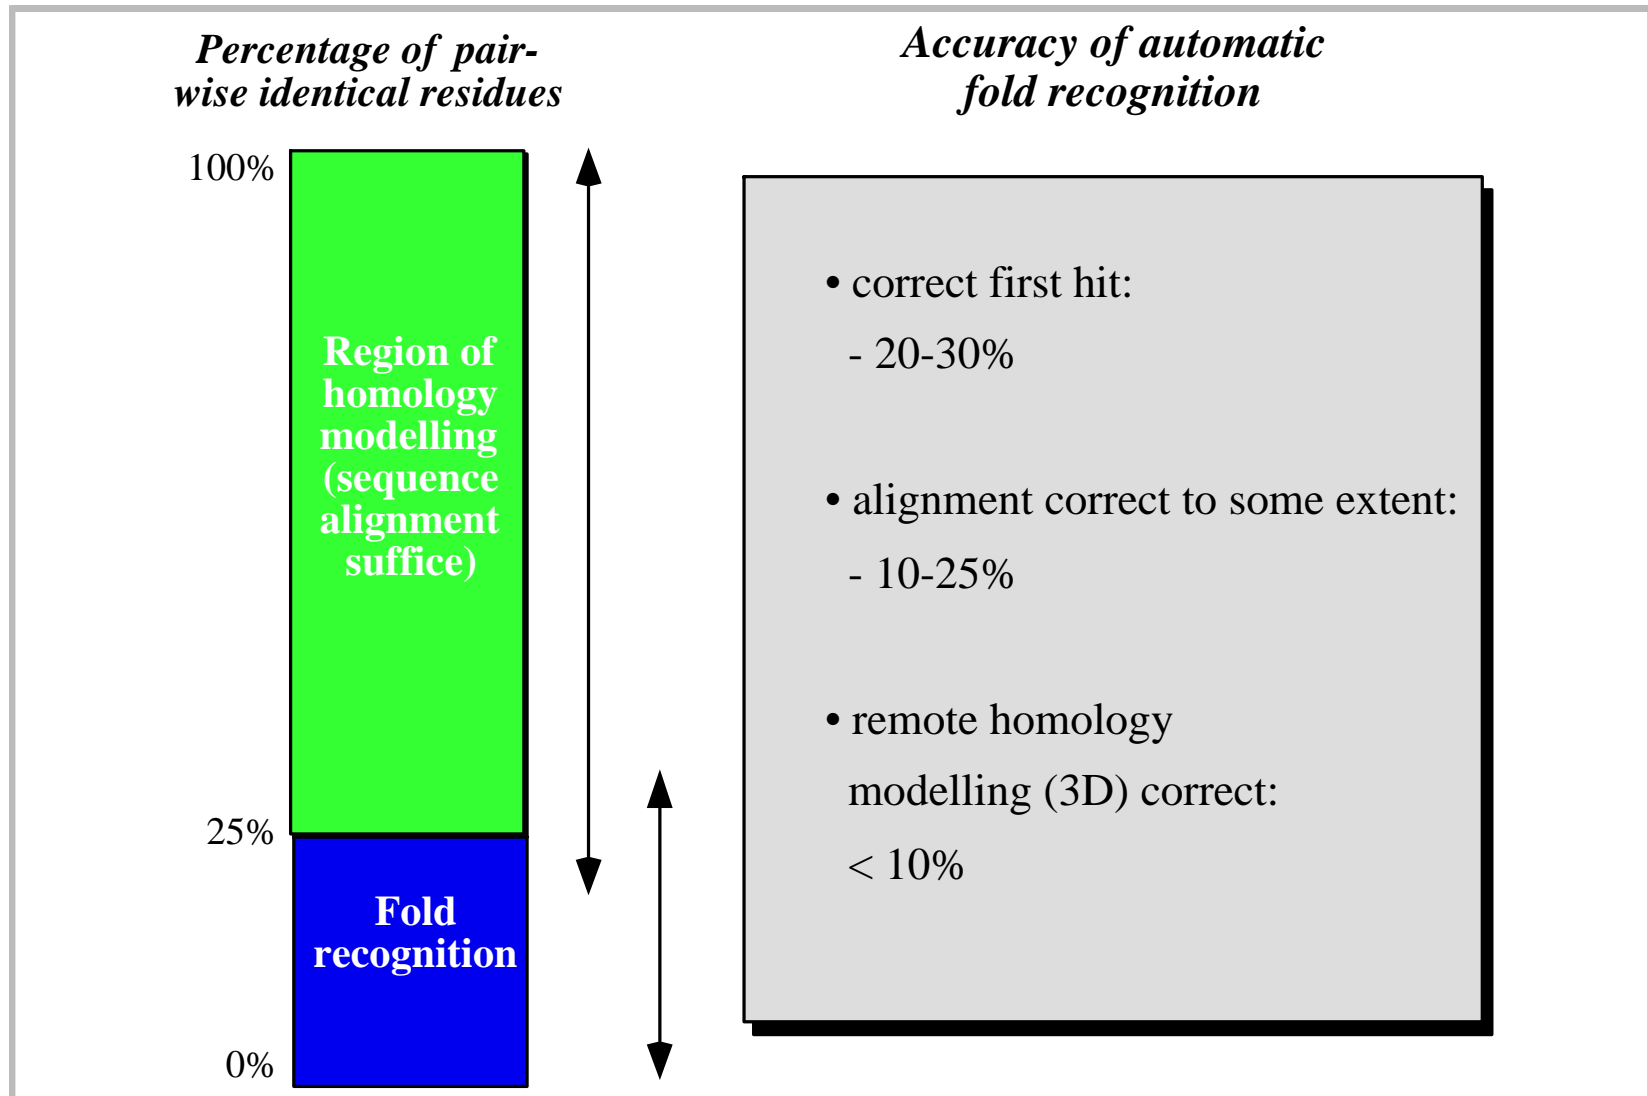 Percentage of pair-
wise identical residues
100%
Region of
homology
modelling
(sequence
alignment
suffice)
25%
Fold
recognition
0%
Accuracy of automatic
fold recognition
• correct first hit:
- 20-30%
• alignment correct to some extent:
- 10-25%
• remote homology
modelling (3D) correct:
< 10%